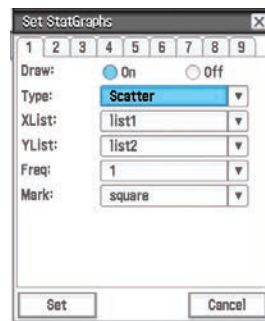 Set StatGraphs
1 2 3 4 5 6 7 8 9
Draw: On Off
Type: Scatter
XList: list1
YList: list2
Freq: 1
Mark: square
Set Cancel